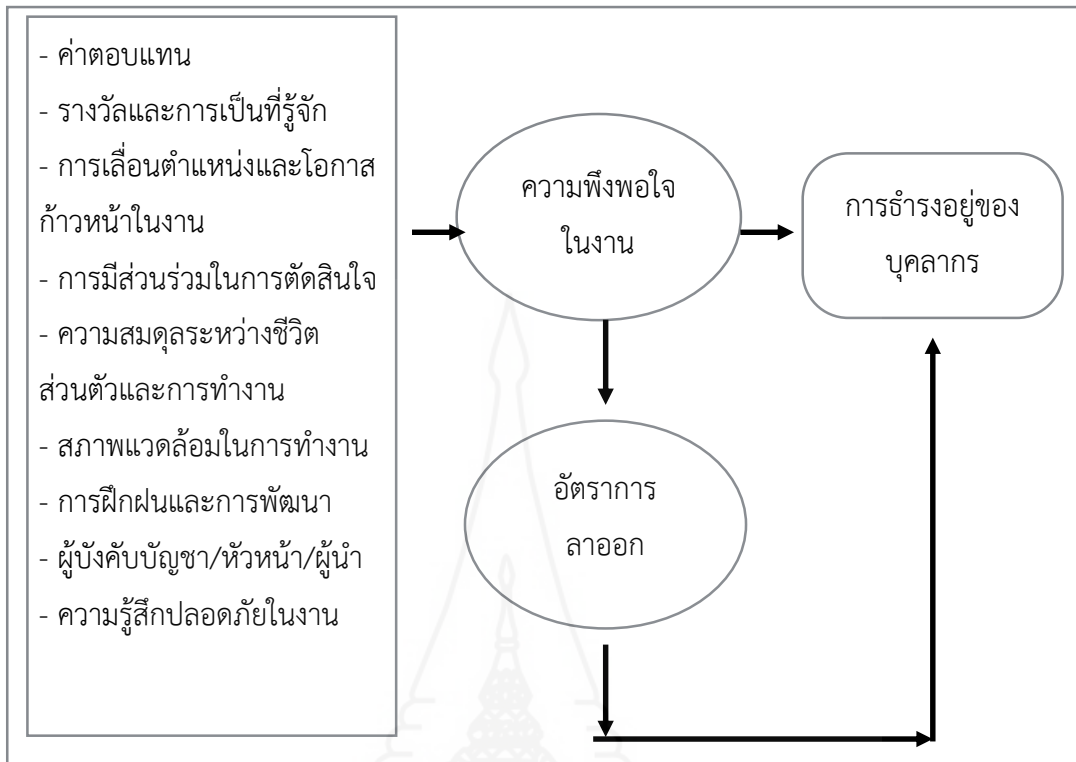 - ค่าตอบแทน
- รางวัลและการเป็นที่รู้จัก
- การเลื่อนตำแหน่งและโอกาส
ก้าวหน้าในงาน
- การมีส่วนร่วมในการตัดสินใจ
- ความสมดุลระหว่างชีวิต
ส่วนตัวและการทำงาน
- สภาพแวดล้อมในการทำงาน
- การฝึกฝนและการพัฒนา
- ผู้บังคับบัญชา/หัวหน้า/ผู้นำ
- ความรู้สึกปลอดภัยในงาน
ความพึงพอใจ
ในงาน
การธำรงอยู่ของ
บุคลากร
อัตราการ
ลาออก